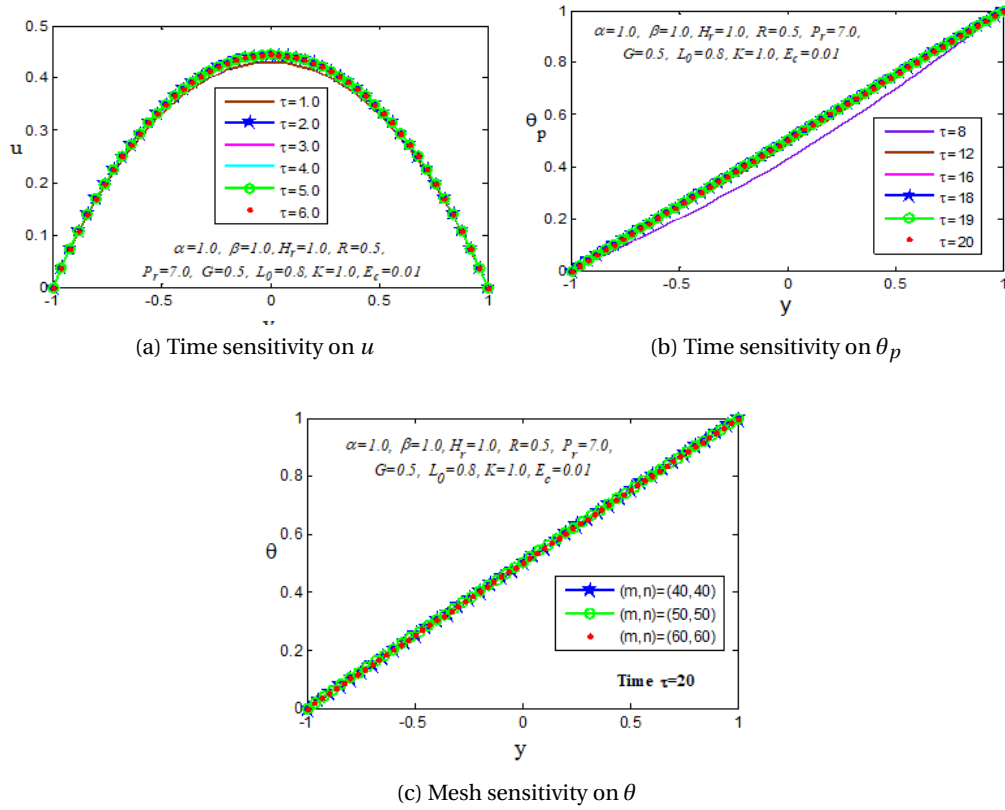 0.5
0.4
0.3
u
0.2
0.1
0
-1
-0.5
0
0.5
1
τ=1.0
τ=2.0
τ=3.0
τ=4.0
τ=5.0
τ=6.0
α=1.0, β=1.0, H_r=1.0, R=0.5,
P_r=7.0, G=0.5, L_0=0.8, K=1.0, E_c=0.01
(a) Time sensitivity on u
α=1.0, β=1.0, H_r=1.0, R=0.5, P_r=7.0,
G=0.5, L_0=0.8, K=1.0, E_c=0.01
1
0.8
θ_p
0.6
0.4
0.2
0
-1
-0.5
0
0.5
1
y
τ=8
τ=12
τ=16
τ=18
τ=19
τ=20
(b) Time sensitivity on θ_p
α=1.0, β=1.0, H_r=1.0, R=0.5, P_r=7.0,
G=0.5, L_0=0.8, K=1.0, E_c=0.01
1
0.8
0.6
θ
0.4
0.2
0
-1
-0.5
0
0.5
1
y
(m,n)=(40,40)
(m,n)=(50,50)
(m,n)=(60,60)
Time τ=20
(c) Mesh sensitivity on θ